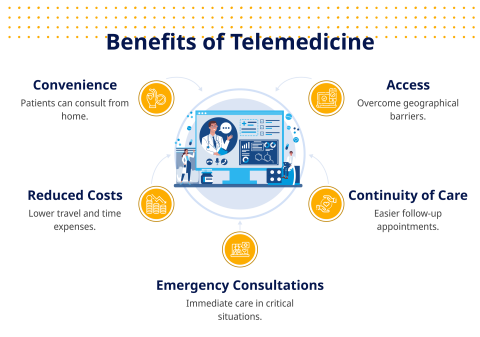 Benefits of Telemedicine
Convenience
Patients can consult from
home.
Access
Overcome geographical
barriers.
Reduced Costs
Lower travel and time
expenses.
Continuity of Care
Easier follow-up
appointments.
Emergency Consultations
Immediate care in critical
situations.